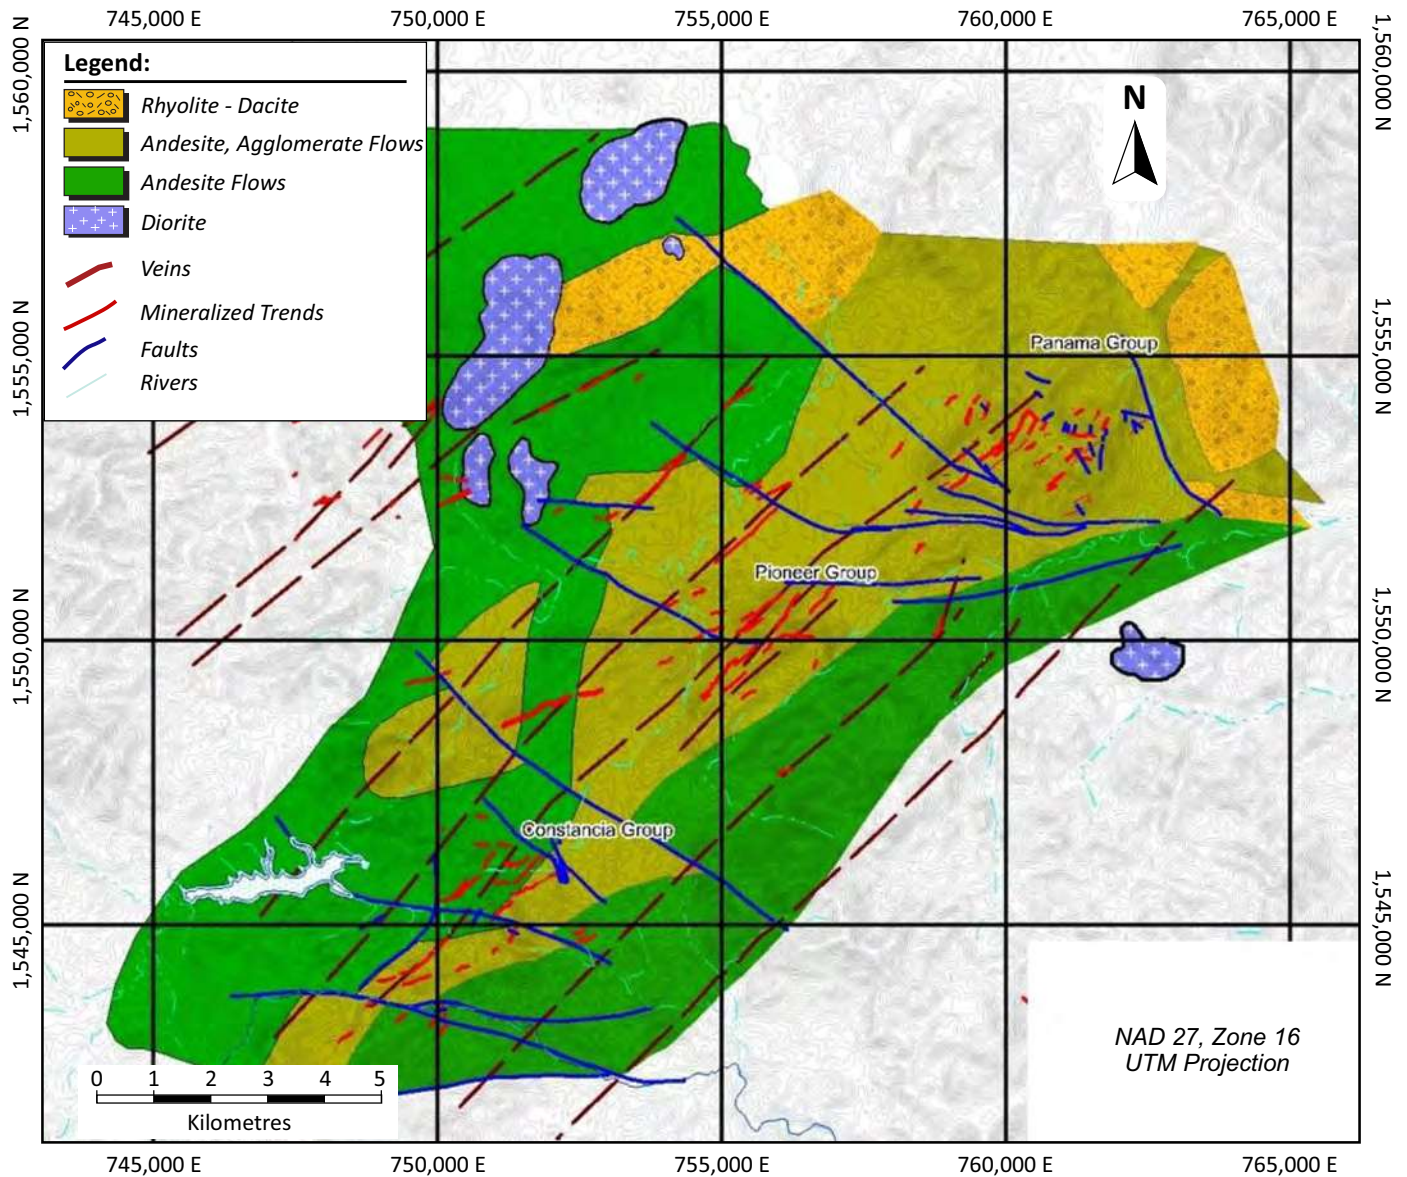 745,000 E 750,000 E 755,000 E 760,000 E 765,000 E
1,560,000 N
1,560,000 N
Legend:
Rhyolite - Dacite
Andesite, Agglomerate Flows
Andesite Flows
Diorite
Veins
Mineralized Trends
Faults
Rivers
N
1,555,000 N
1,555,000 N
Panama Group
Pioneer Group
1,550,000 N
1,550,000 N
Constancia Group
1,545,000 N
1,545,000 N
NAD 27, Zone 16
UTM Projection
0 1 2 3 4 5
Kilometres
745,000 E 750,000 E 755,000 E 760,000 E 765,000 E